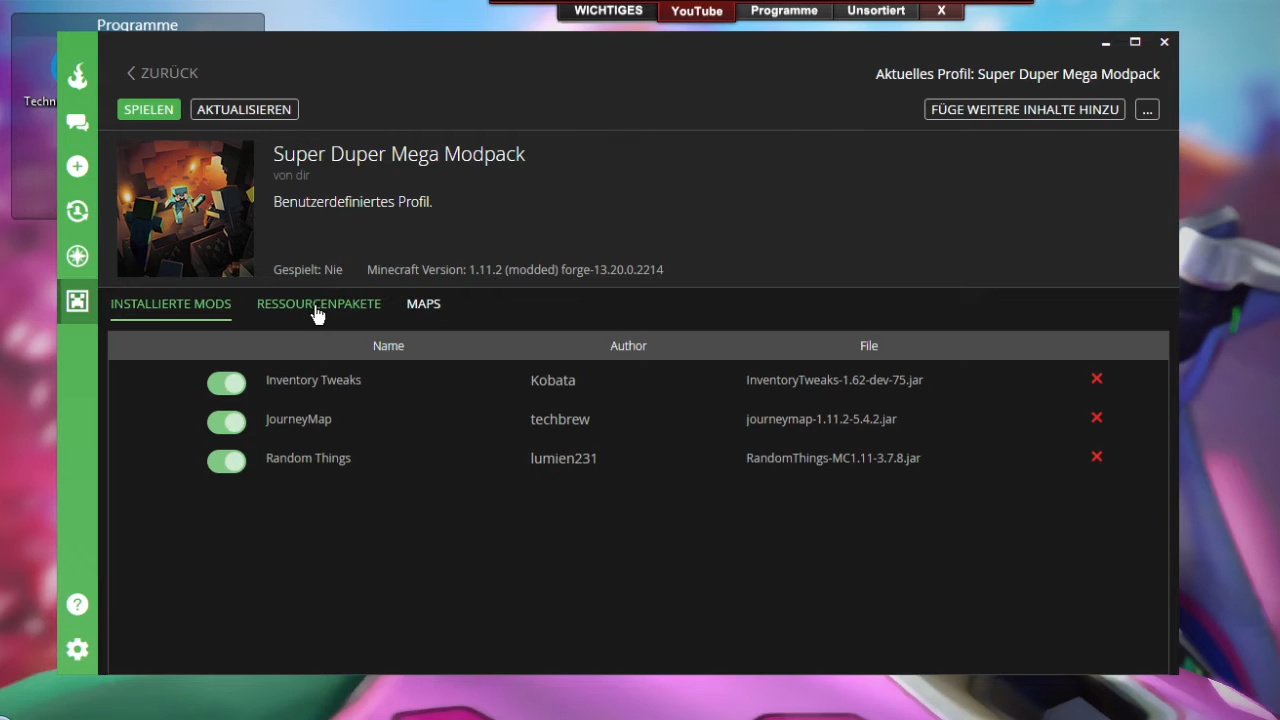 WICHTIGES YouTube Programme Unsortiert X
Programme
Techn
ZURÜCK
Aktuelles Profil: Super Duper Mega Modpack
SPIELEN AKTUALISIEREN FÜGE WEITERE INHALTE HINZU ...
Super Duper Mega Modpack
von dir
Benutzerdefiniertes Profil.
Gespielt: Nie Minecraft Version: 1.11.2 (modded) forge-13.20.0.2214
INSTALLIERTE MODS RESSOURCENPAKETE MAPS
Name Author File
Inventory Tweaks Kobata InventoryTweaks-1.62-dev-75.jar
JourneyMap techbrew journeymap-1.11.2-5.4.2.jar
Random Things lumien231 RandomThings-MC1.11-3.7.8.jar